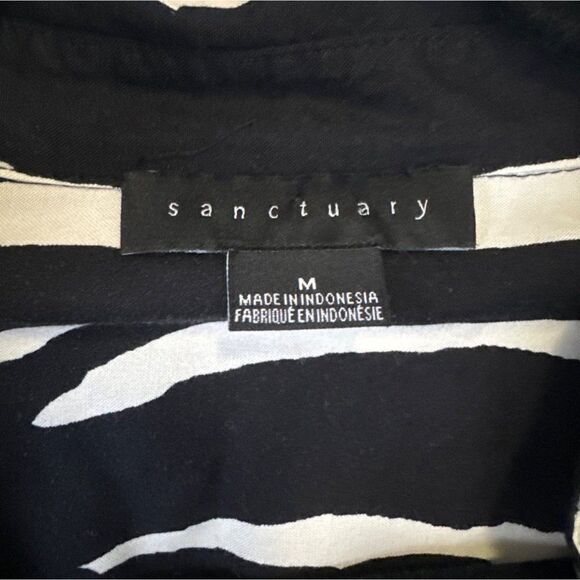 sanctuary
M
MADE IN INDONESIA
FABRIQUÉ EN INDONÉSIE